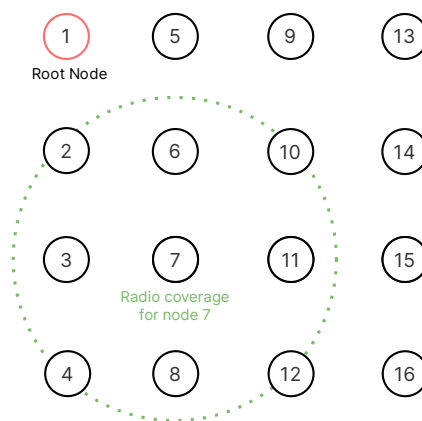 1 5 9 13
Root Node
2 6 10 14
3 7 11 15
Radio coverage
for node 7
4 8 12 16